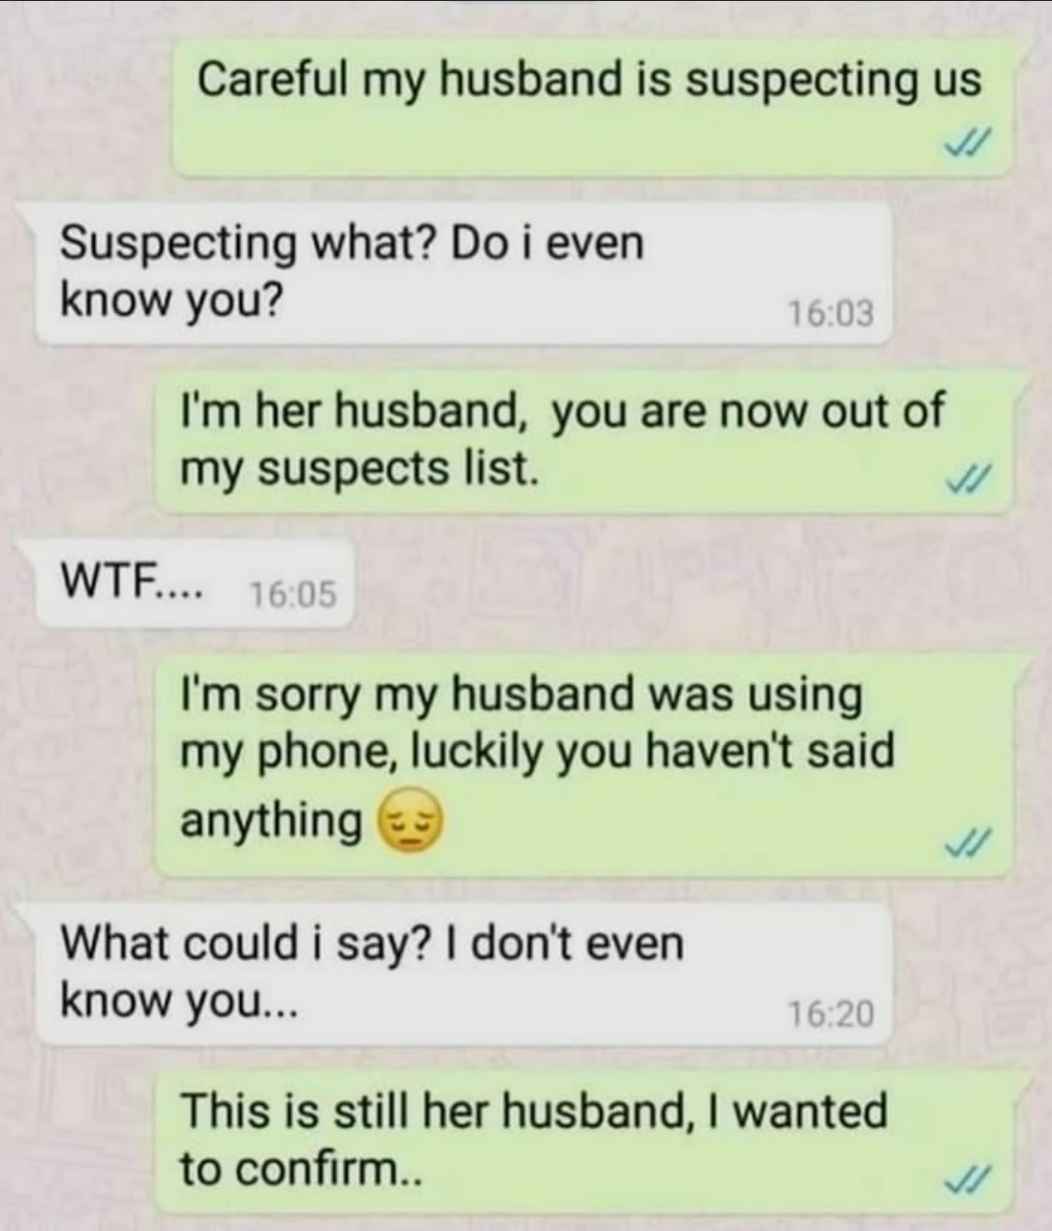 Careful my husband is suspecting us
Suspecting what? Do i even
know you?
16:03
I'm her husband, you are now out of
my suspects list.
WTF.... 16:05
I'm sorry my husband was using
my phone, luckily you haven't said
anything 😔
What could i say? I don't even
know you...
16:20
This is still her husband, I wanted
to confirm..